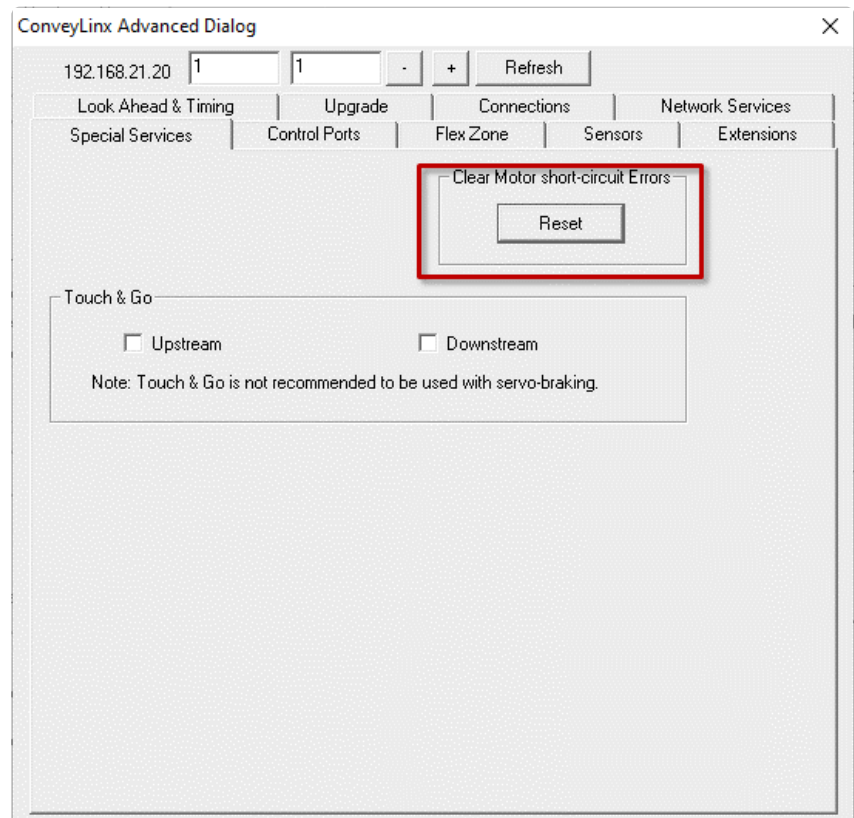 ConveyLinx Advanced Dialog
192.168.21.20 1 1 - + Refresh
Look Ahead & Timing Upgrade Connections Network Services
Special Services Control Ports Flex Zone Sensors Extensions
Clear Motor short-circuit Errors
Reset
Touch & Go
Upstream Downstream
Note: Touch & Go is not recommended to be used with servo-braking.